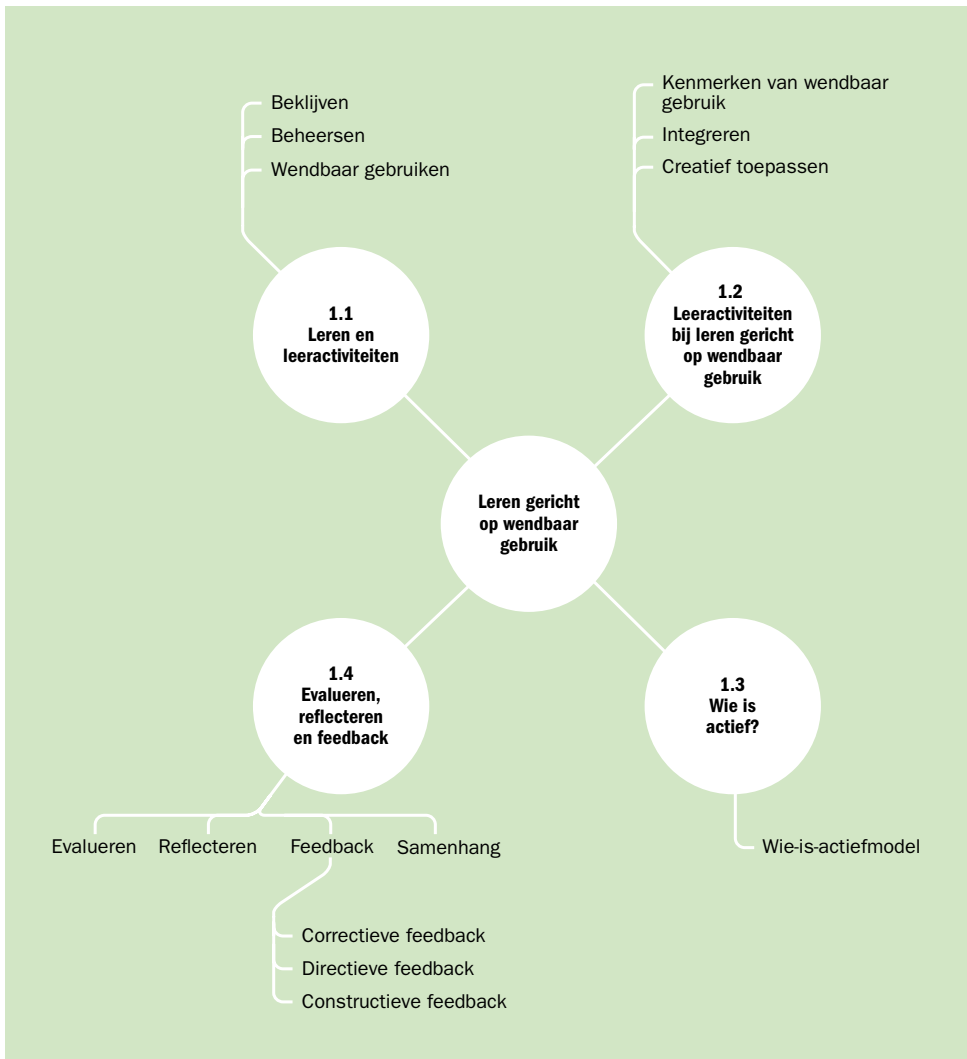 Beklijven
Beheersen
Wendbaar gebruiken
Kenmerken van wendbaar
gebruik
Integreren
Creatief toepassen
1.1
Leren en
leeractiviteiten
1.2
Leeractiviteiten
bij leren gericht
op wendbaar
gebruik
Leren gericht
op wendbaar
gebruik
1.4
Evalueren,
reflecteren
en feedback
1.3
Wie is
actief?
Evalueren
Reflecteren
Feedback
Samenhang
Wie-is-actiefmodel
Correctieve feedback
Directieve feedback
Constructieve feedback